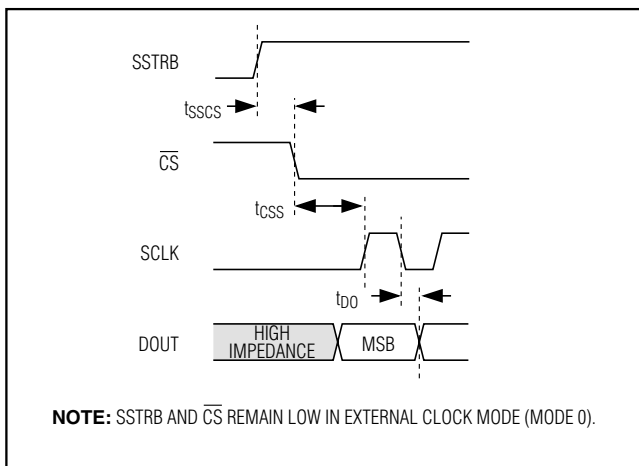 SSTRB
tSSCS
CS
tCSS
SCLK
tDO
DOUT
HIGH
IMPEDANCE
MSB
NOTE: SSTRB AND CS REMAIN LOW IN EXTERNAL CLOCK MODE (MODE 0).